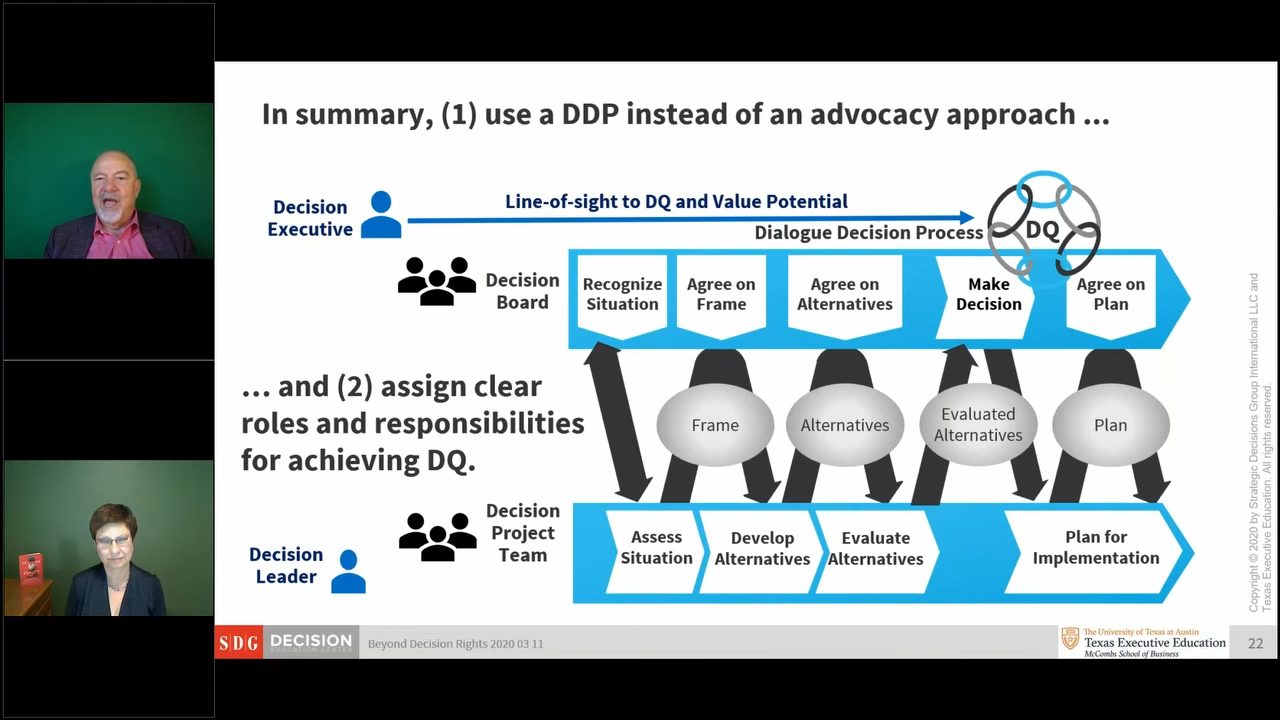 In summary, (1) use a DDP instead of an advocacy approach ...
Decision
Executive
Line-of-sight to DQ and Value Potential
Dialogue Decision Process
DQ
Decision
Board
Recognize
Situation
Agree on
Frame
Agree on
Alternatives
Make
Decision
Agree on
Plan
... and (2) assign clear
roles and responsibilities
for achieving DQ.
Frame
Alternatives
Evaluated
Alternatives
Plan
Decision
Project
Team
Decision
Leader
Assess
Situation
Develop
Alternatives
Evaluate
Alternatives
Plan for
Implementation
Copyright © 2020 by Strategic Decisions Group International LLC and
Texas Executive Education. All rights reserved.
S|D|G DECISION
EDUCATION CENTER
Beyond Decision Rights 2020 03 11
The University of Texas at Austin
Texas Executive Education
McCombs School of Business
22